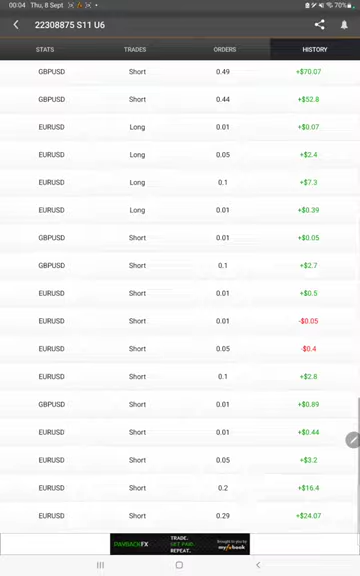 00:04 Thu, 8 Sept 70%
22308875 S11 U6
STATS TRADES ORDERS HISTORY
GBPUSD Short 0.49 +$70.07
GBPUSD Short 0.44 +$52.8
EURUSD Long 0.01 +$0.07
EURUSD Long 0.05 +$2.4
EURUSD Long 0.1 +$7.3
EURUSD Long 0.01 +$0.39
GBPUSD Short 0.01 +$0.05
GBPUSD Short 0.1 +$2.7
EURUSD Short 0.01 +$0.5
EURUSD Short 0.01 -$0.05
EURUSD Short 0.05 -$0.4
EURUSD Short 0.1 +$2.8
GBPUSD Short 0.01 +$0.89
EURUSD Short 0.01 +$0.44
EURUSD Short 0.05 +$3.2
EURUSD Short 0.2 +$16.4
EURUSD Short 0.29 +$24.07
PAYBACKFX
TRADE.
GET PAID.
REPEAT.
Brought to you by
myfxbook